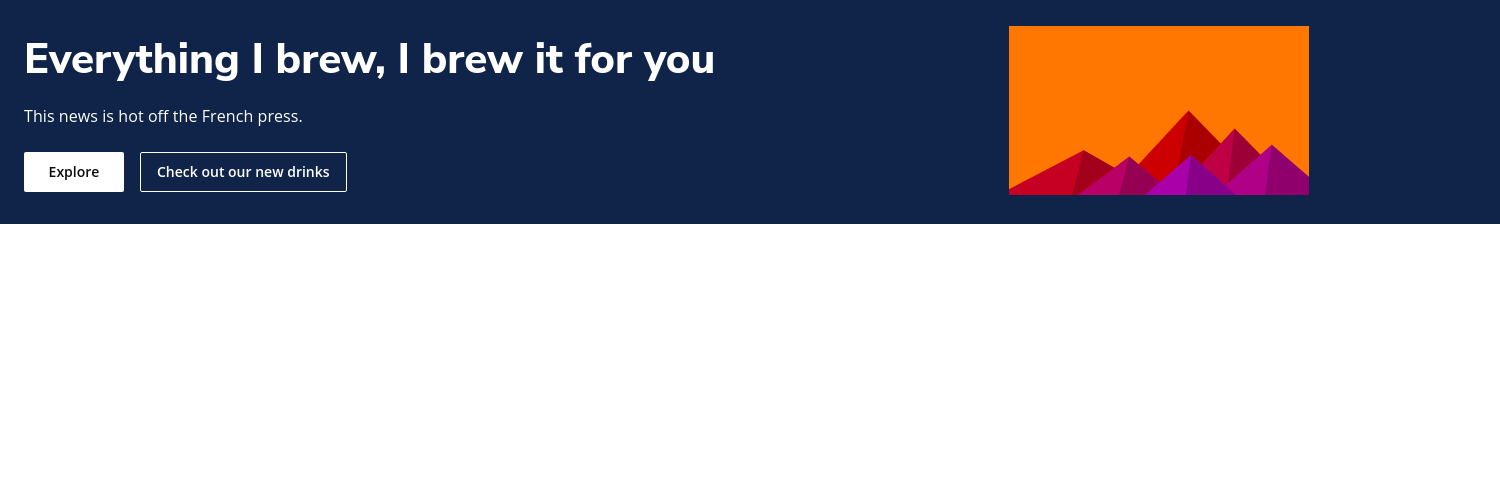 Everything I brew, I brew it for you
This news is hot off the French press.
Explore
Check out our new drinks